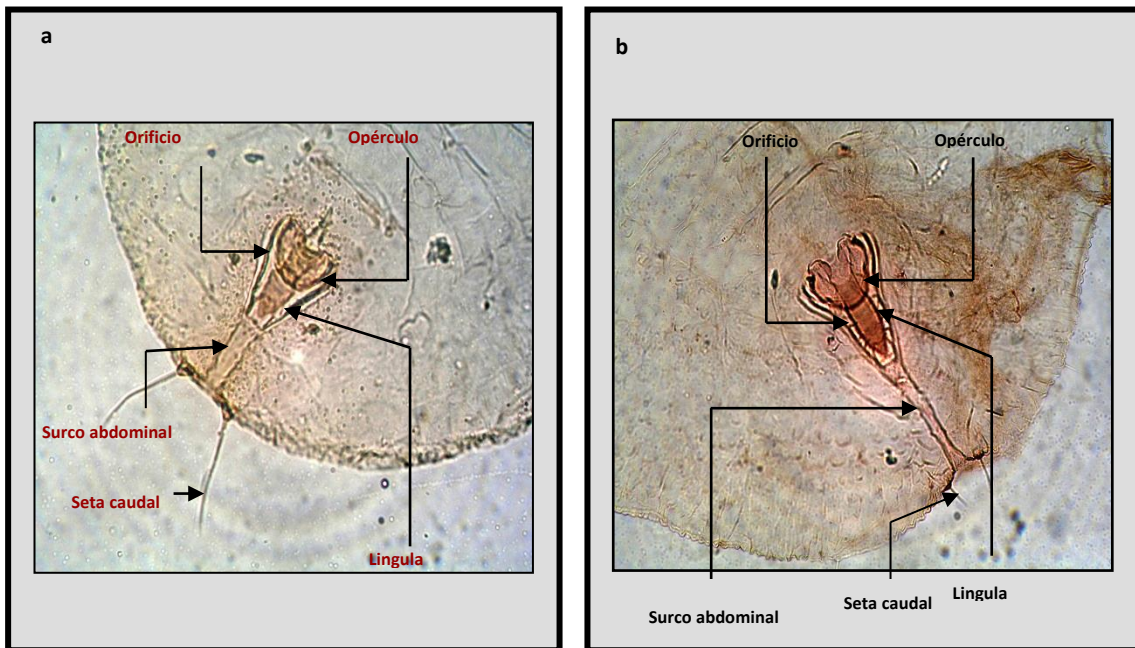 a
Orificio
Opérculo
Surco abdominal
Seta caudal
Lingula
b
Orificio
Opérculo
Surco abdominal
Seta caudal
Lingula